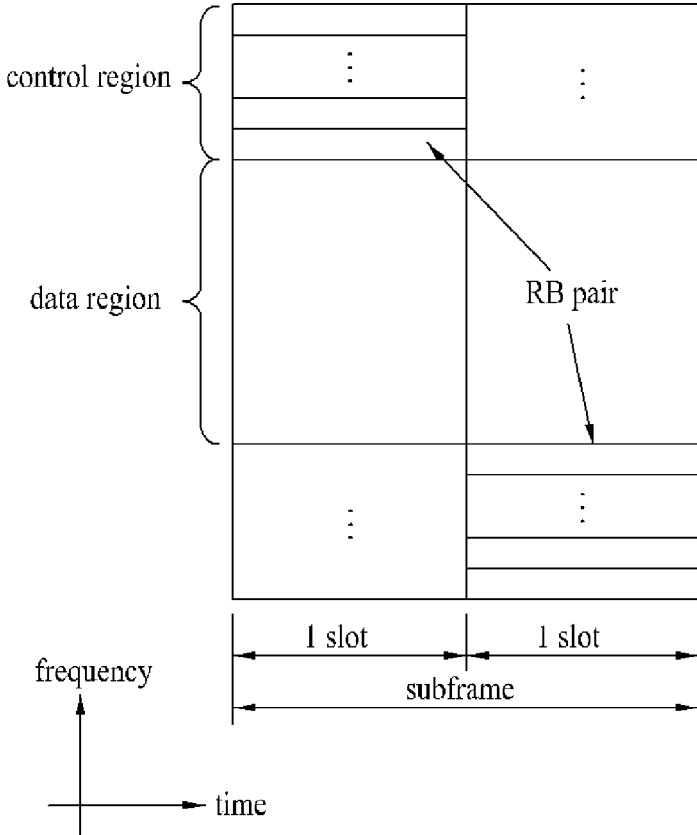 control region
data region
RB pair
1 slot
1 slot
subframe
frequency
time